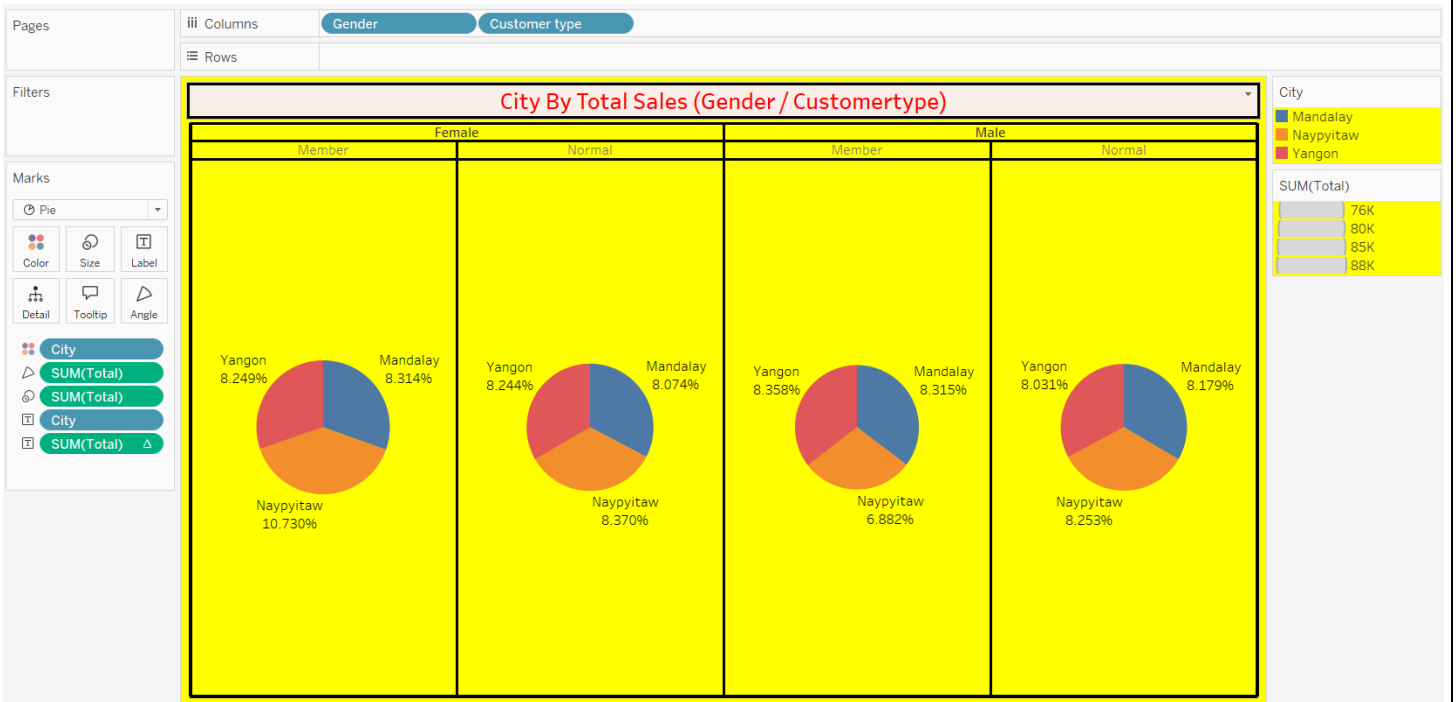 Pages
Columns
Gender
Customer type
Rows
Filters
Marks
Pie
Color
Size
Label
Detail
Tooltip
Angle
City
SUM(Total)
SUM(Total)
City
SUM(Total)
City By Total Sales (Gender / Customertype)
Female
Male
Member
Normal
Member
Normal
Yangon
8.249%
Mandalay
8.314%
Naypyitaw
10.730%
Yangon
8.244%
Mandalay
8.074%
Naypyitaw
8.370%
Yangon
8.358%
Mandalay
8.315%
Naypyitaw
6.882%
Yangon
8.031%
Mandalay
8.179%
Naypyitaw
8.253%
City
Mandalay
Naypyitaw
Yangon
SUM(Total)
76K
80K
85K
88K